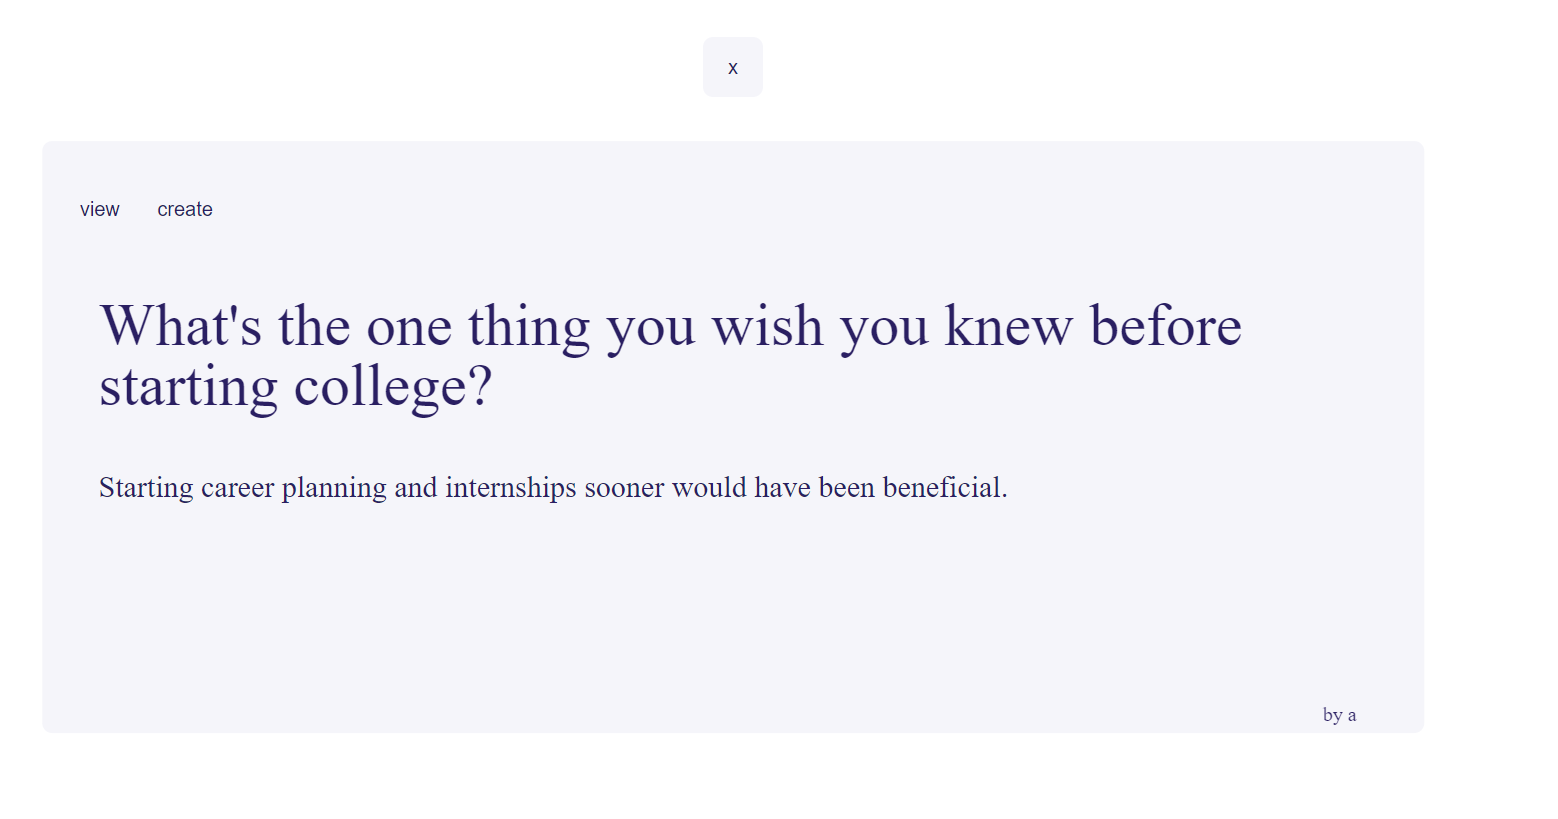 x
view create
What's the one thing you wish you knew before
starting college?
Starting career planning and internships sooner would have been beneficial.
by a